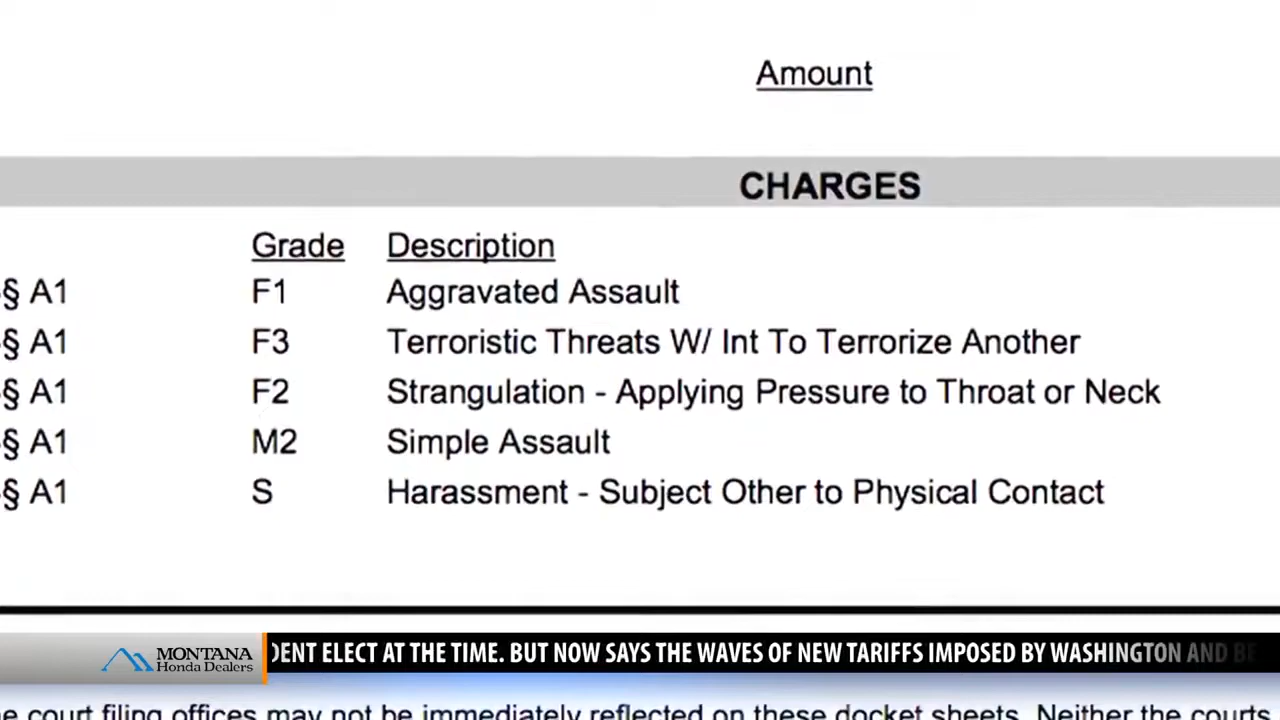 Amount
CHARGES
Grade Description
§ A1 F1 Aggravated Assault
§ A1 F3 Terroristic Threats W/ Int To Terrorize Another
§ A1 F2 Strangulation - Applying Pressure to Throat or Neck
§ A1 M2 Simple Assault
§ A1 S Harassment - Subject Other to Physical Contact
MONTANA
Honda Dealers
DENT ELECT AT THE TIME. BUT NOW SAYS THE WAVES OF NEW TARIFFS IMPOSED BY WASHINGTON AND
court filing offices may not be immediately reflected on these docket sheets. Neither the courts